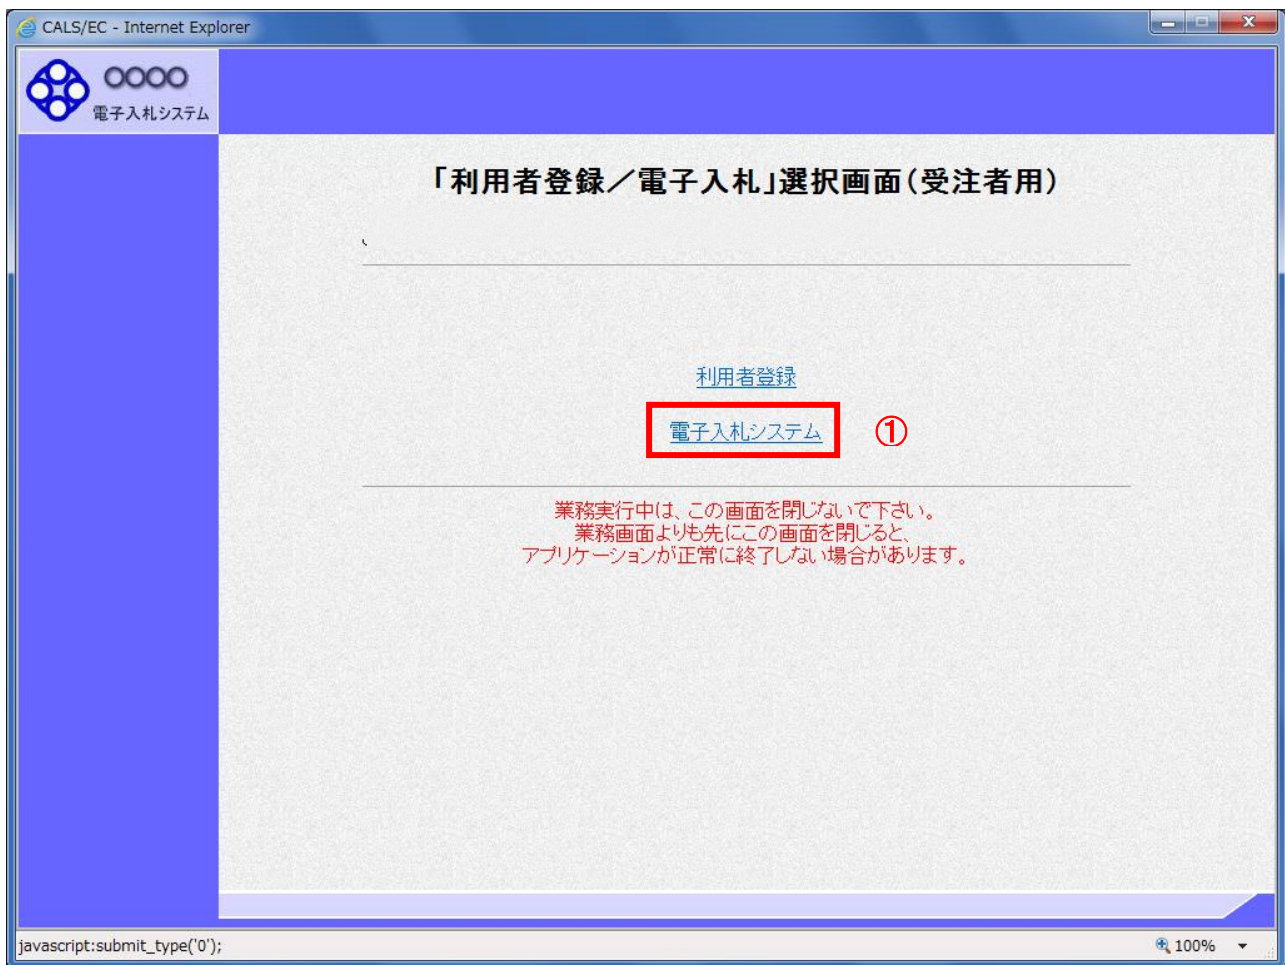 CALS/EC - Internet Explorer
○○○○
電子入札システム
「利用者登録／電子入札」選択画面（受注者用）
利用者登録
電子入札システム ①
業務実行中は、この画面を閉じないで下さい。
業務画面よりも先にこの画面を閉じると、
アプリケーションが正常に終了しない場合があります。
javascript:submit_type('0');
100%